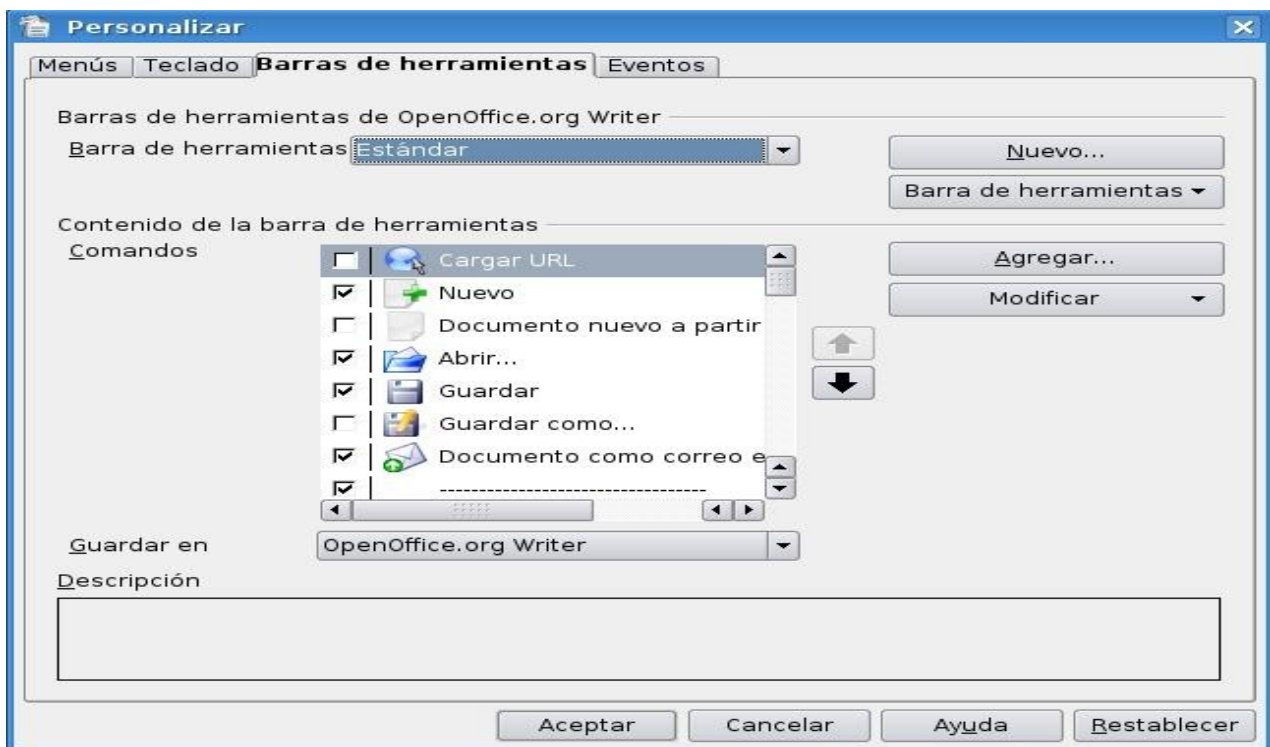 Personalizar
Menús Teclado Barras de herramientas Eventos
Barras de herramientas de OpenOffice.org Writer
Barra de herramientas Estándar
Nuevo...
Barra de herramientas
Contenido de la barra de herramientas
Comandos
Cargar URL
Nuevo
Documento nuevo a partir
Abrir...
Guardar
Guardar como...
Documento como correo e
--------------------------------
Agregar...
Modificar
Guardar en OpenOffice.org Writer
Descripción
Aceptar Cancelar Ayuda Restablecer